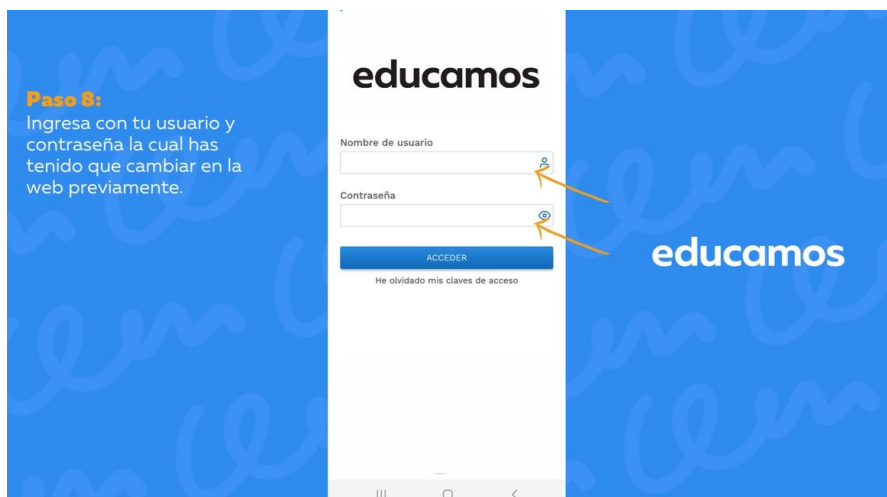 Paso 8:
Ingresa con tu usuario y
contraseña la cual has
tenido que cambiar en la
web previamente.
educamos
Nombre de usuario
Contraseña
ACCEDER
He olvidado mis claves de acceso
educamos